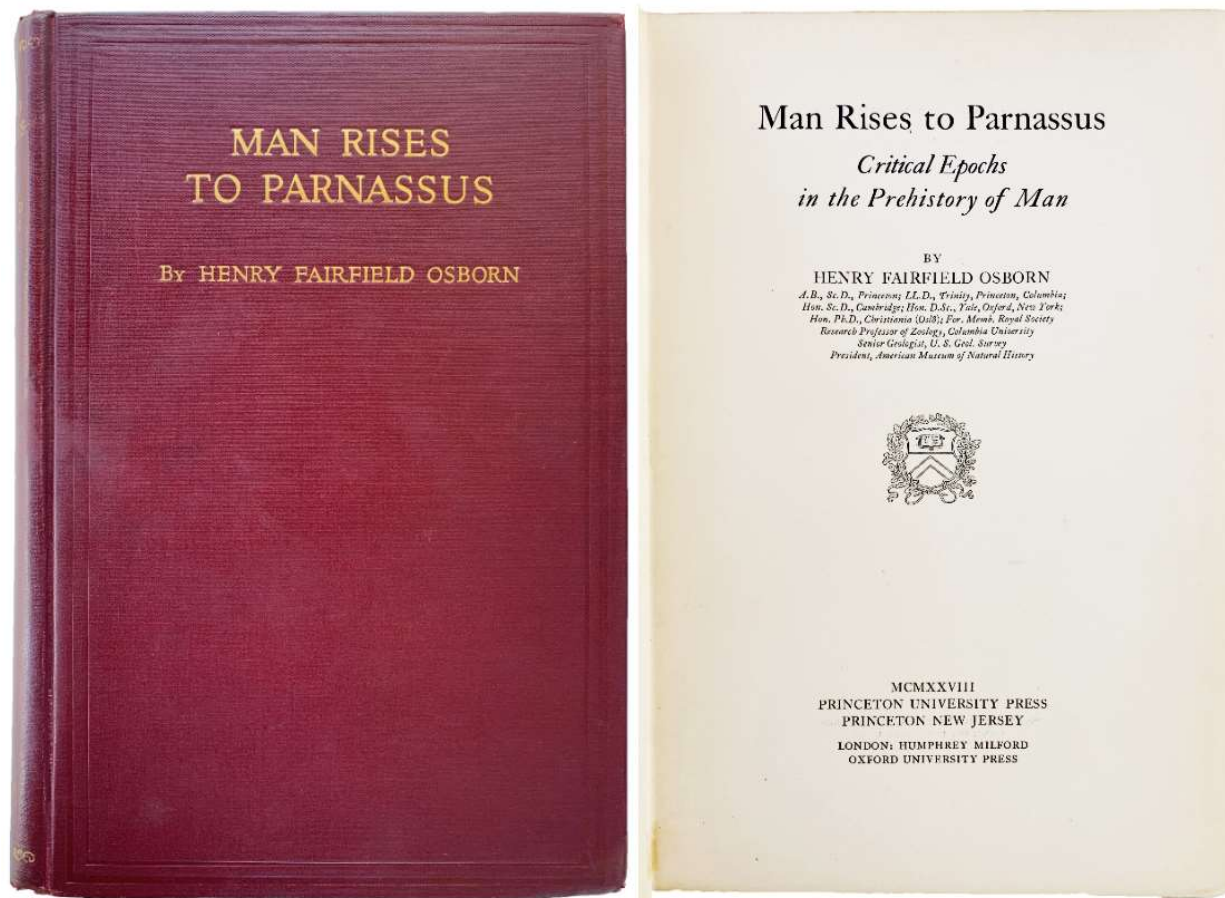 MAN RISES
TO PARNASSUS
By HENRY FAIRFIELD OSBORN
Man Rises to Parnassus
Critical Epochs
in the Prehistory of Man
BY
HENRY FAIRFIELD OSBORN
A.B., Sc.D., Princeton; LL.D., Trinity, Princeton, Columbia;
Hon. Sc.D., Cambridge; Hon. D.Sc., Yale, Oxford, New York;
Hon. Ph.D., Christiania (Oslo); For. Memb. Royal Society
Research Professor of Zoology, Columbia University
Senior Geologist, U. S. Geol. Survey
President, American Museum of Natural History
MCMXXVIII
PRINCETON UNIVERSITY PRESS
PRINCETON NEW JERSEY
LONDON: HUMPHREY MILFORD
OXFORD UNIVERSITY PRESS